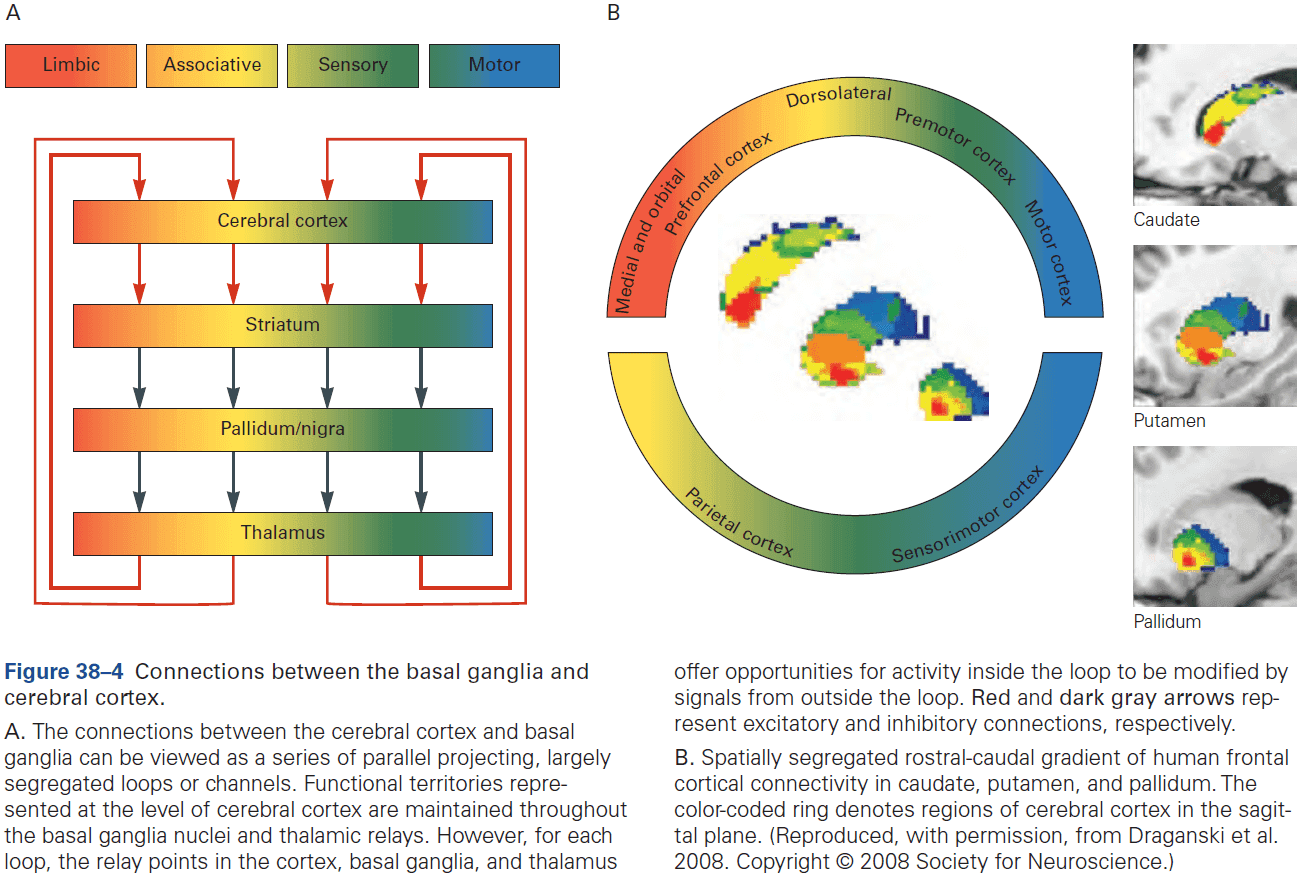 A
B
Limbic
Associative
Sensory
Motor
Cerebral cortex
Striatum
Pallidum/nigra
Thalamus
Medial and orbital
Prefrontal cortex
Dorsolateral
Premotor cortex
Motor cortex
Parietal cortex
Sensorimotor cortex
Caudate
Putamen
Pallidum
Figure 38–4 Connections between the basal ganglia and
cerebral cortex.
A. The connections between the cerebral cortex and basal
ganglia can be viewed as a series of parallel projecting, largely
segregated loops or channels. Functional territories repre-
sented at the level of cerebral cortex are maintained throughout
the basal ganglia nuclei and thalamic relays. However, for each
loop, the relay points in the cortex, basal ganglia, and thalamus
offer opportunities for activity inside the loop to be modified by
signals from outside the loop. Red and dark gray arrows rep-
resent excitatory and inhibitory connections, respectively.
B. Spatially segregated rostral-caudal gradient of human frontal
cortical connectivity in caudate, putamen, and pallidum. The
color-coded ring denotes regions of cerebral cortex in the sagit-
tal plane. (Reproduced, with permission, from Draganski et al.
2008. Copyright © 2008 Society for Neuroscience.)